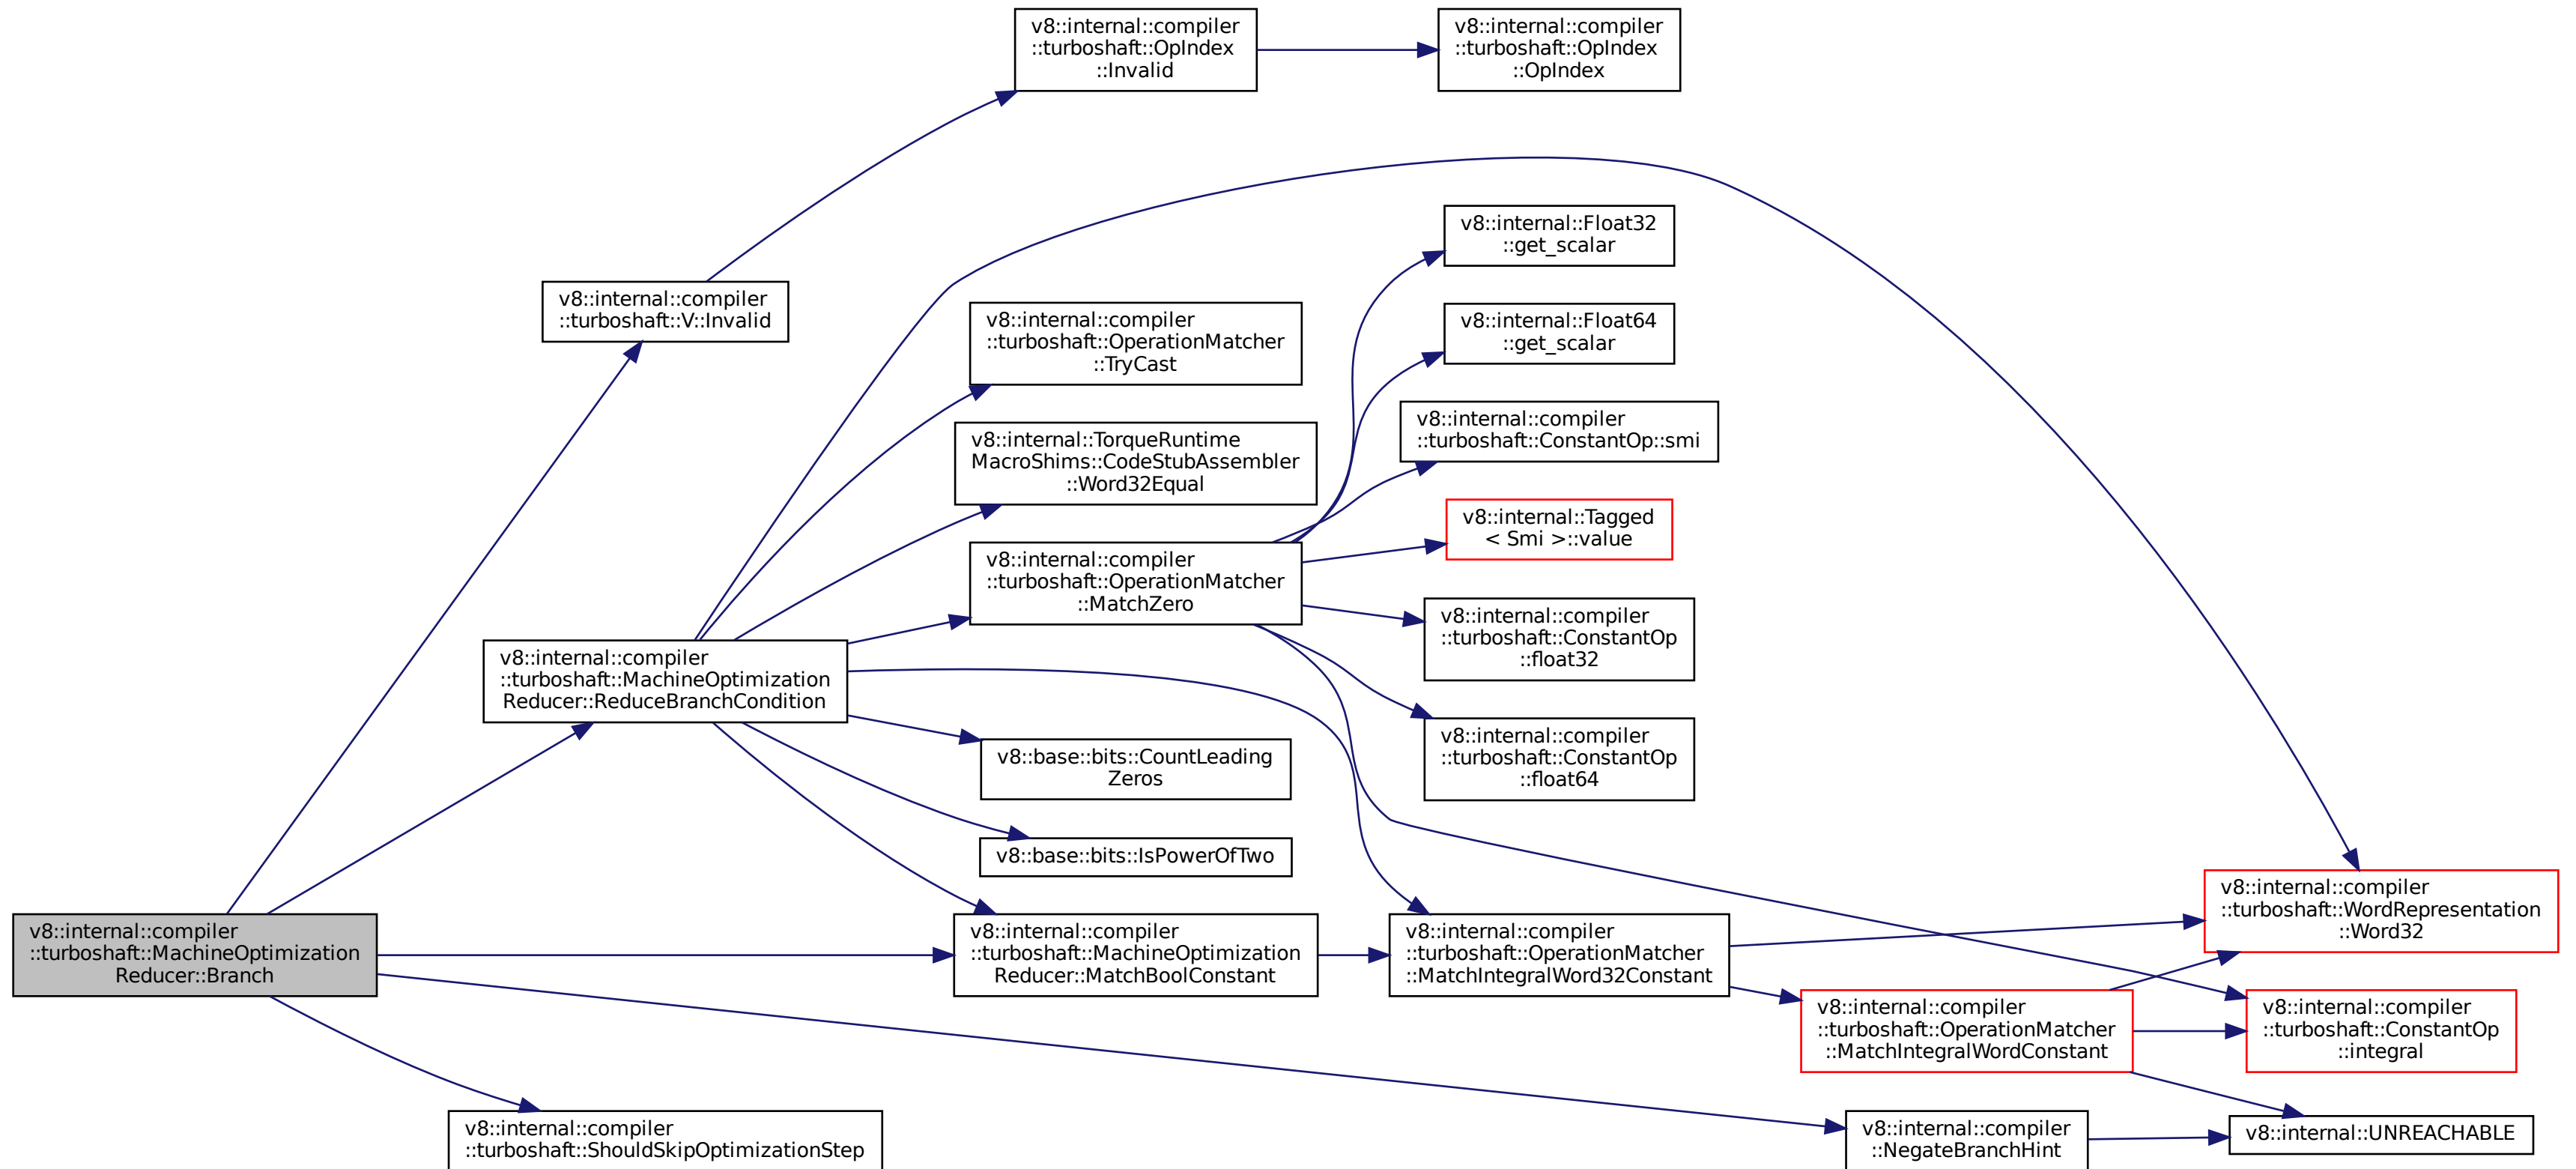 v8::internal::compiler
::turboshaft::OpIndex
::Invalid
v8::internal::compiler
::turboshaft::OpIndex
::OpIndex
v8::internal::Float32
::get_scalar
v8::internal::compiler
::turboshaft::V::Invalid
v8::internal::compiler
::turboshaft::OperationMatcher
::TryCast
v8::internal::Float64
::get_scalar
v8::internal::compiler
::turboshaft::ConstantOp::smi
v8::internal::TorqueRuntime
MacroShims::CodeStubAssembler
::Word32Equal
v8::internal::Tagged
< Smi >::value
v8::internal::compiler
::turboshaft::OperationMatcher
::MatchZero
v8::internal::compiler
::turboshaft::ConstantOp
::float32
v8::internal::compiler
::turboshaft::MachineOptimization
Reducer::ReduceBranchCondition
v8::internal::compiler
::turboshaft::ConstantOp
::float64
v8::base::bits::CountLeading
Zeros
v8::base::bits::IsPowerOfTwo
v8::internal::compiler
::turboshaft::WordRepresentation
::Word32
v8::internal::compiler
::turboshaft::MachineOptimization
Reducer::Branch
v8::internal::compiler
::turboshaft::MachineOptimization
Reducer::MatchBoolConstant
v8::internal::compiler
::turboshaft::OperationMatcher
::MatchIntegralWord32Constant
v8::internal::compiler
::turboshaft::OperationMatcher
::MatchIntegralWordConstant
v8::internal::compiler
::turboshaft::ConstantOp
::integral
v8::internal::compiler
::turboshaft::ShouldSkipOptimizationStep
v8::internal::compiler
::NegateBranchHint
v8::internal::UNREACHABLE